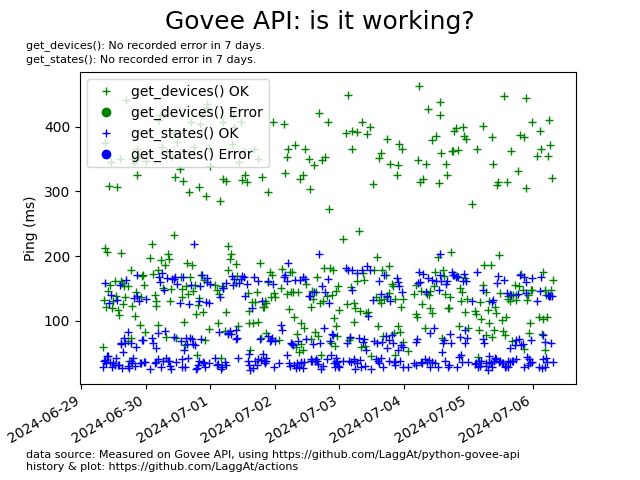 Govee API: is it working?
get_devices(): No recorded error in 7 days.
get_states(): No recorded error in 7 days.
get_devices() OK
get_devices() Error
get_states() OK
get_states() Error
Ping (ms)
400
300
200
100
2024-06-29
2024-06-30
2024-07-01
2024-07-02
2024-07-03
2024-07-04
2024-07-05
2024-07-06
data source: Measured on Govee API, using https://github.com/LaggAt/python-govee-api
history & plot: https://github.com/LaggAt/actions